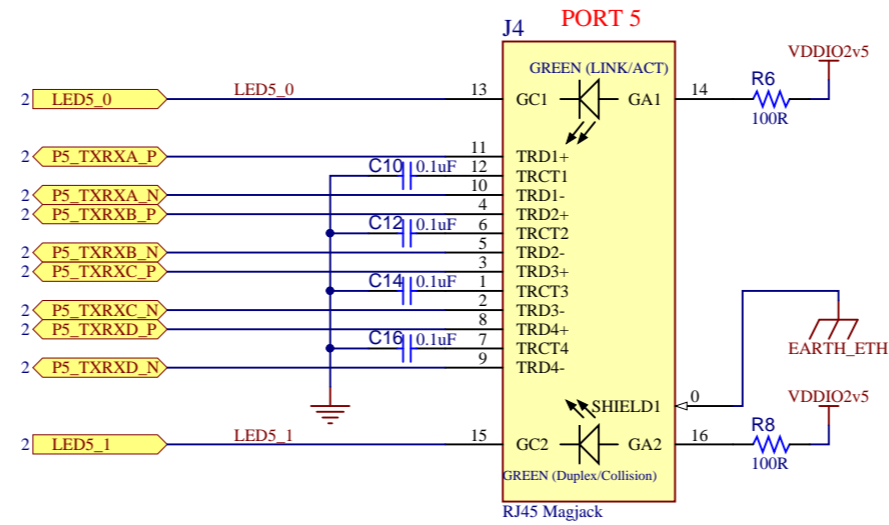 PORT 5
J4
VDDIO2v5
GREEN (LINK/ACT)
R6
2 LED5_0 LED5_0 13 GC1 GA1 14
100R
11
2 P5_TXRXA_P TRD1+
C10 0.1uF 12 TRCT1
10
2 P5_TXRXA_N TRD1-
4
2 P5_TXRXB_P TRD2+
C12 0.1uF 6 TRCT2
5
2 P5_TXRXB_N TRD2-
3
2 P5_TXRXC_P TRD3+
C14 0.1uF 1 TRCT3
2
2 P5_TXRXC_N TRD3-
8
2 P5_TXRXD_P TRD4+
C16 0.1uF 7 TRCT4
EARTH_ETH
9
2 P5_TXRXD_N TRD4-
VDDIO2v5
SHIELD1 0
R8
2 LED5_1 LED5_1 15 GC2 GA2 16
100R
GREEN (Duplex/Collision)
RJ45 Magjack